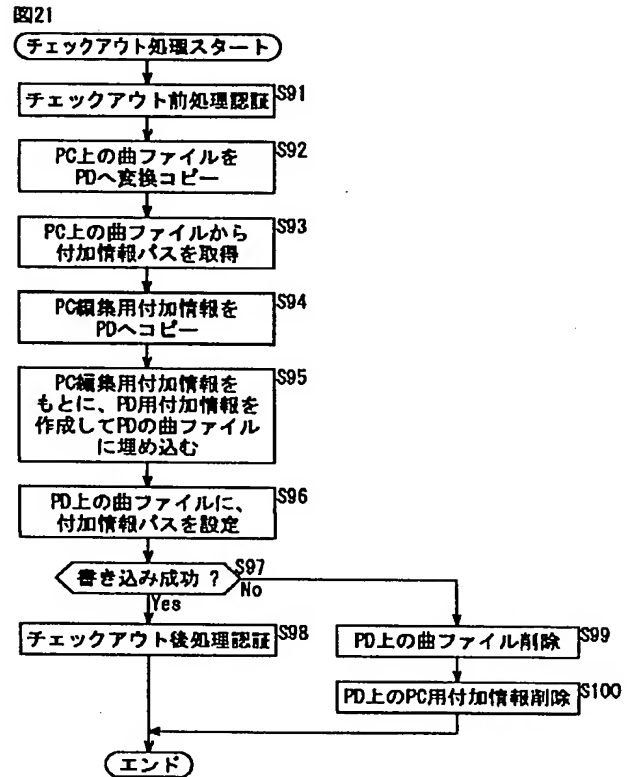 図21
チェックアウト処理スタート
チェックアウト前処理認証
S91
PC上の曲ファイルを
PDへ変換コピー
S92
PC上の曲ファイルから
付加情報パスを取得
S93
PC編集用付加情報を
PDへコピー
S94
PC編集用付加情報を
もとに、PD用付加情報を
作成してPDの曲ファイル
に埋め込む
S95
PD上の曲ファイルに、
付加情報パスを設定
S96
書き込み成功 ?
S97
No
Yes
チェックアウト後処理認証
S98
PD上の曲ファイル削除
S99
PD上のPC用付加情報削除
S100
エンド